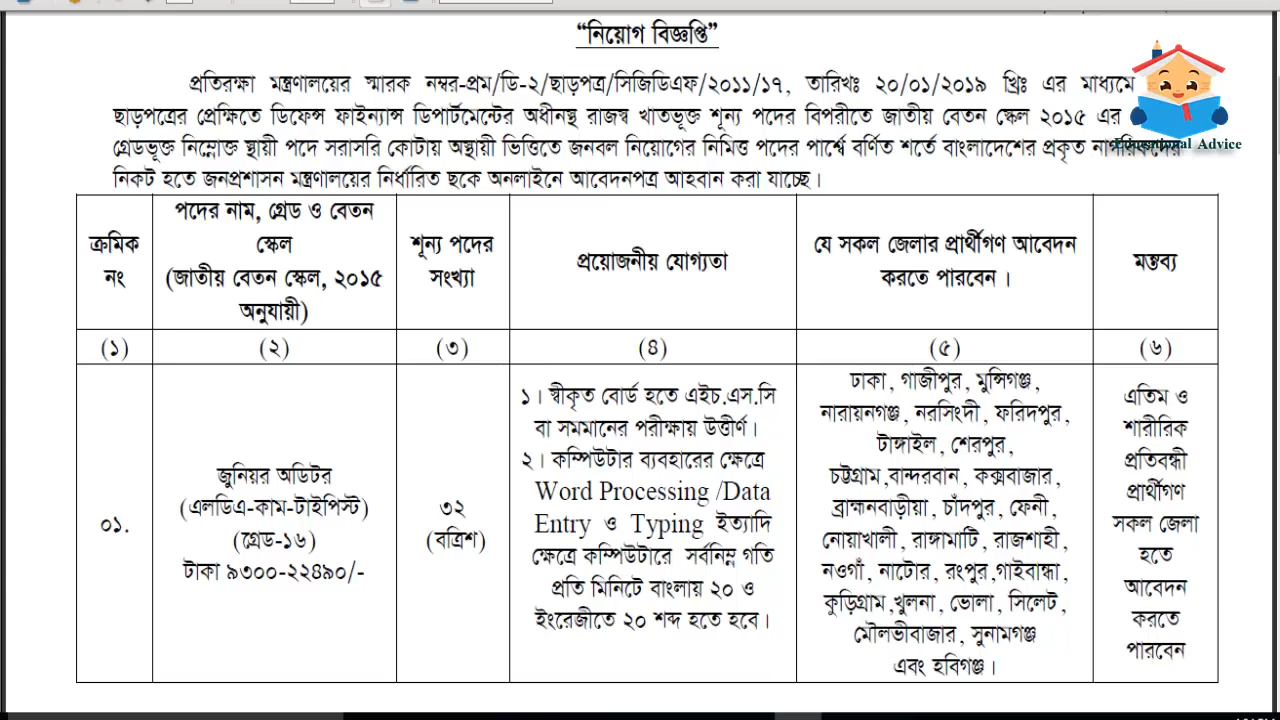 “নিয়োগ বিজ্ঞপ্তি”
প্রতিরক্ষা মন্ত্রণালয়ের স্মারক নম্বর-প্রম/ডি-২/ছাড়পত্র/সিজিডিএফ/২০১১/১৭, তারিখঃ ২০/০১/২০১৯ খ্রিঃ এর মাধ্যমে
ছাড়পত্রের প্রেক্ষিতে ডিফেন্স ফাইন্যান্স ডিপার্টমেন্টের অধীনস্থ রাজস্ব খাতভূক্ত শূন্য পদের বিপরীতে জাতীয় বেতন স্কেল ২০১৫ এর
গ্রেডভূক্ত নিম্নোক্ত স্থায়ী পদে সরাসরি কোটায় অস্থায়ী ভিত্তিতে জনবল নিয়োগের নিমিত্ত পদের পার্শ্বে বর্ণিত শর্তে বাংলাদেশের প্রকৃত নাগরিকদের
নিকট হতে জনপ্রশাসন মন্ত্রণালয়ের নির্ধারিত ছকে অনলাইনে আবেদনপত্র আহবান করা যাচ্ছে।
Educational Advice
ক্রমিক
নং
পদের নাম, গ্রেড ও বেতন
স্কেল
(জাতীয় বেতন স্কেল, ২০১৫
অনুযায়ী)
শূন্য পদের
সংখ্যা
প্রয়োজনীয় যোগ্যতা
যে সকল জেলার প্রার্থীগণ আবেদন
করতে পারবেন ।
মন্তব্য
(১)
(২)
(৩)
(৪)
(৫)
(৬)
০১.
জুনিয়র অডিটর
(এলডিএ-কাম-টাইপিস্ট)
(গ্রেড-১৬)
টাকা ৯৩০০-২২৪৯০/-
৩২
(বত্রিশ)
১। স্বীকৃত বোর্ড হতে এইচ.এস.সি
বা সমমানের পরীক্ষায় উত্তীর্ণ।
২। কম্পিউটার ব্যবহারের ক্ষেত্রে
Word Processing /Data
Entry ও Typing ইত্যাদি
ক্ষেত্রে কম্পিউটারে সর্বনিম্ন গতি
প্রতি মিনিটে বাংলায় ২০ ও
ইংরেজীতে ২০ শব্দ হতে হবে।
ঢাকা, গাজীপুর, মুন্সিগঞ্জ,
নারায়নগঞ্জ, নরসিংদী, ফরিদপুর,
টাঙ্গাইল, শেরপুর,
চট্টগ্রাম,বান্দরবান, কক্সবাজার,
ব্রাহ্মনবাড়ীয়া, চাঁদপুর, ফেনী,
নোয়াখালী, রাঙ্গামাটি, রাজশাহী,
নওগাঁ, নাটোর, রংপুর,গাইবান্ধা,
কুড়িগ্রাম,খুলনা, ভোলা, সিলেট,
মৌলভীবাজার, সুনামগঞ্জ
এবং হবিগঞ্জ।
এতিম ও
শারীরিক
প্রতিবন্ধী
প্রার্থীগণ
সকল জেলা
হতে
আবেদন
করতে
পারবেন